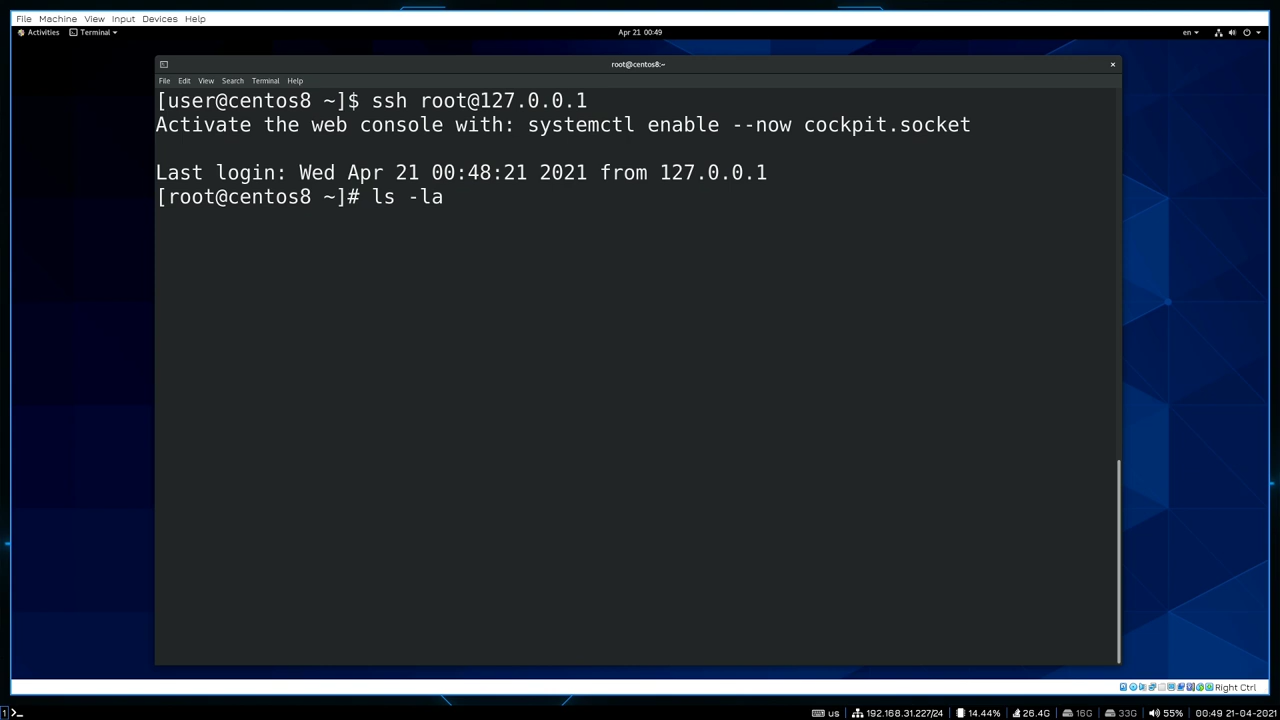 File Machine View Input Devices Help
Activities Terminal Apr 21 00:49 en
root@centos8:~
File Edit View Search Terminal Help
[user@centos8 ~]$ ssh root@127.0.0.1
Activate the web console with: systemctl enable --now cockpit.socket
Last login: Wed Apr 21 00:48:21 2021 from 127.0.0.1
[root@centos8 ~]# ls -la
Right Ctrl
1 >_ us 192.168.31.227/24 14.44% 26.4G 16G 33G 55% 00:49 21-04-2021